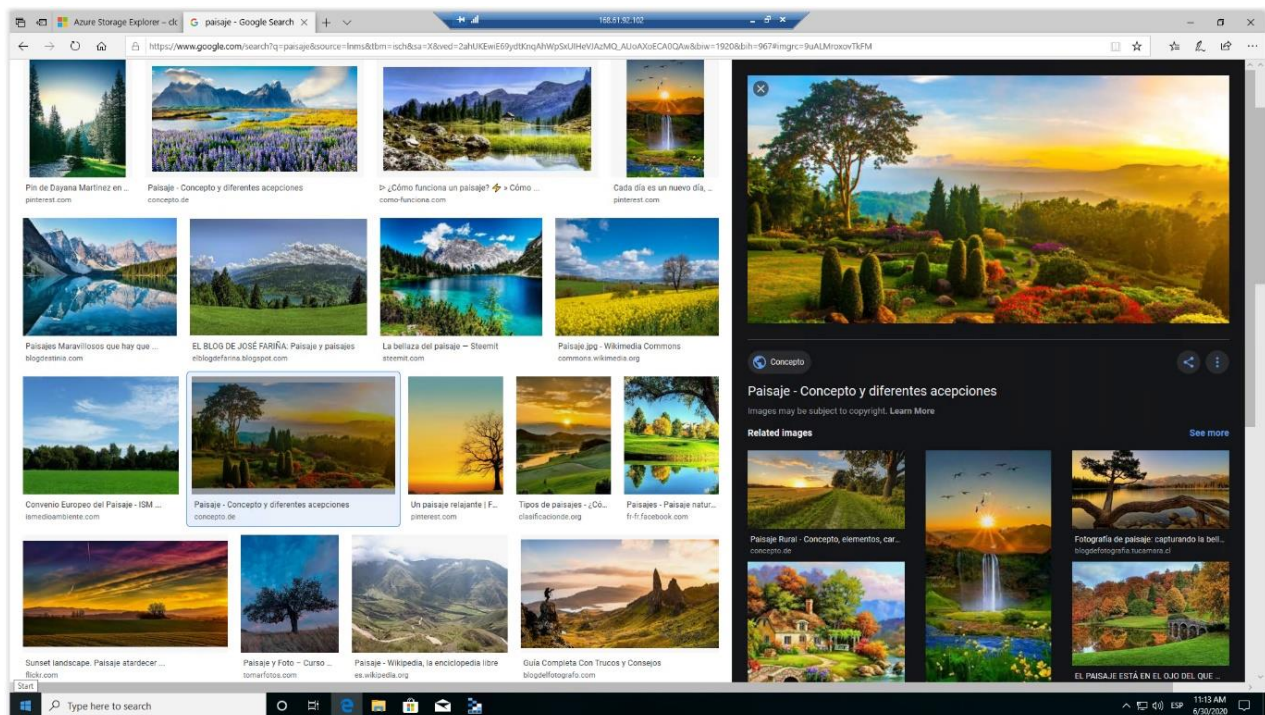 Azure Storage Explorer – clc
paisaje - Google Search
168.61.92.102
https://www.google.com/search?q=paisaje&source=lnms&tbm=isch&sa=X&ved=2ahUKEwiE69ydtKnqAhWpSxUIHeVJAzMQ_AUoAXoECA0QAw&biw=1920&bih=967#imgrc=9uALMroxovTkFM
Pin de Dayana Martinez en ...
pinterest.com
Paisaje - Concepto y diferentes acepciones
concepto.de
▷ ¿Cómo funciona un paisaje? ⚡ » Cómo ...
como-funciona.com
Cada día es un nuevo día, ...
pinterest.com
Paisajes Maravillosos que hay que ...
blogdestinia.com
EL BLOG DE JOSÉ FARIÑA: Paisaje y paisajes
elblogdefarina.blogspot.com
La belleza del paisaje — Steemit
steemit.com
Paisaje.jpg - Wikimedia Commons
commons.wikimedia.org
Convenio Europeo del Paisaje - ISM ...
ismedioambiente.com
Paisaje - Concepto y diferentes acepciones
concepto.de
Un paisaje relajante | F...
pinterest.com
Tipos de paisajes - ¿Có...
clasificacionde.org
Paisajes - Paisaje natur...
fr-fr.facebook.com
Sunset landscape. Paisaje atardecer ...
flickr.com
Paisaje y Foto – Curso ...
tomarfotos.com
Paisaje - Wikipedia, la enciclopedia libre
es.wikipedia.org
Guía Completa Con Trucos y Consejos
blogdelfotografo.com
Concepto
Paisaje - Concepto y diferentes acepciones
Images may be subject to copyright. Learn More
Related images
See more
Paisaje Rural - Concepto, elementos, car...
concepto.de
Fotografía de paisaje: capturando la bell...
blogdefotografia.tucamara.cl
EL PAISAJE ESTÁ EN EL OJO DEL QUE ...
Start
Type here to search
ESP
11:13 AM
6/30/2020